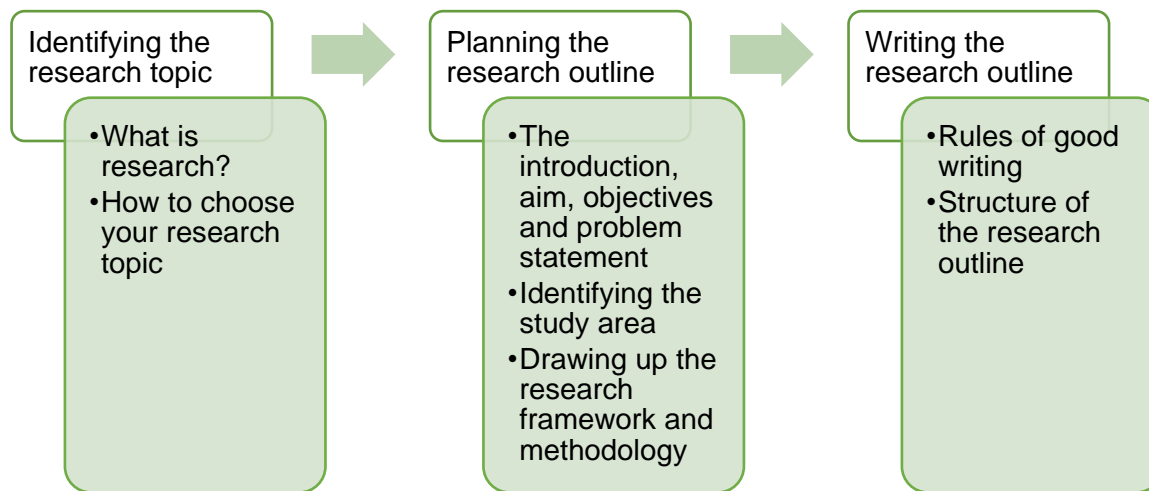 Identifying the
research topic
•What is
research?
•How to choose
your research
topic
Planning the
research outline
•The
introduction,
aim, objectives
and problem
statement
•Identifying the
study area
•Drawing up the
research
framework and
methodology
Writing the
research outline
•Rules of good
writing
•Structure of
the research
outline